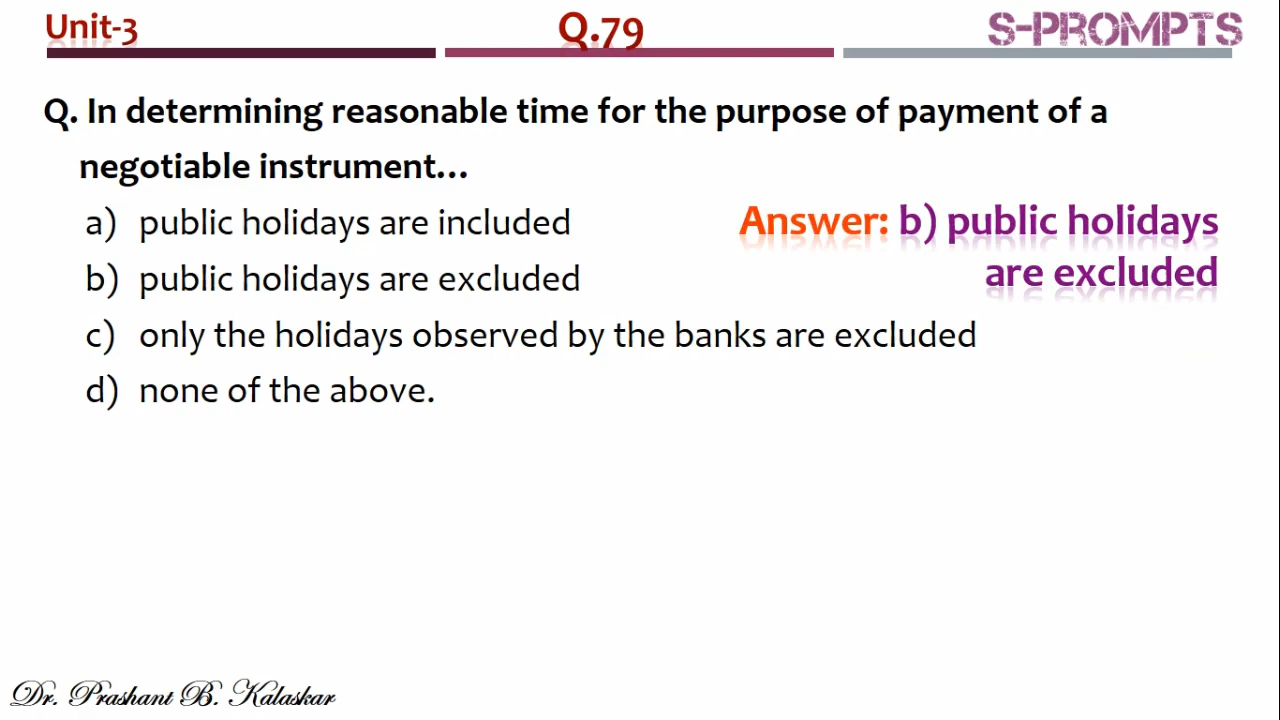 Unit-3
Q.79
S-PROMPTS
Q. In determining reasonable time for the purpose of payment of a
negotiable instrument...
a) public holidays are included
b) public holidays are excluded
c) only the holidays observed by the banks are excluded
d) none of the above.
Answer: b) public holidays
are excluded
Dr. Prashant B. Kalaskar